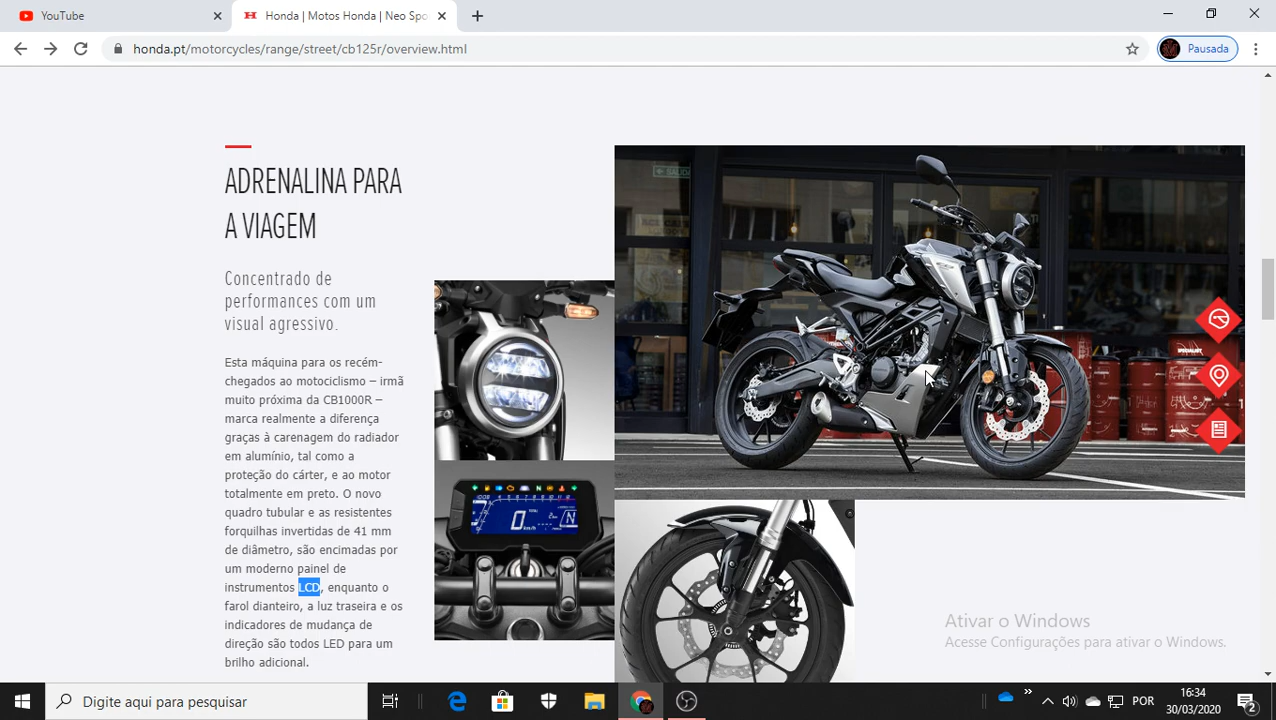 YouTube
Honda | Motos Honda | Neo Spo
honda.pt/motorcycles/range/street/cb125r/overview.html
Pausada
ADRENALINA PARA
A VIAGEM
Concentrado de
performances com um
visual agressivo.
Esta máquina para os recém-
chegados ao motociclismo – irmã
muito próxima da CB1000R –
marca realmente a diferença
graças à carenagem do radiador
em alumínio, tal como a
proteção do cárter, e ao motor
totalmente em preto. O novo
quadro tubular e as resistentes
forquilhas invertidas de 41 mm
de diâmetro, são encimadas por
um moderno painel de
instrumentos LCD, enquanto o
farol dianteiro, a luz traseira e os
indicadores de mudança de
direção são todos LED para um
brilho adicional.
SALIDA
0 km/h
N
Ativar o Windows
Acesse Configurações para ativar o Windows.
Digite aqui para pesquisar
POR
16:34
30/03/2020
2